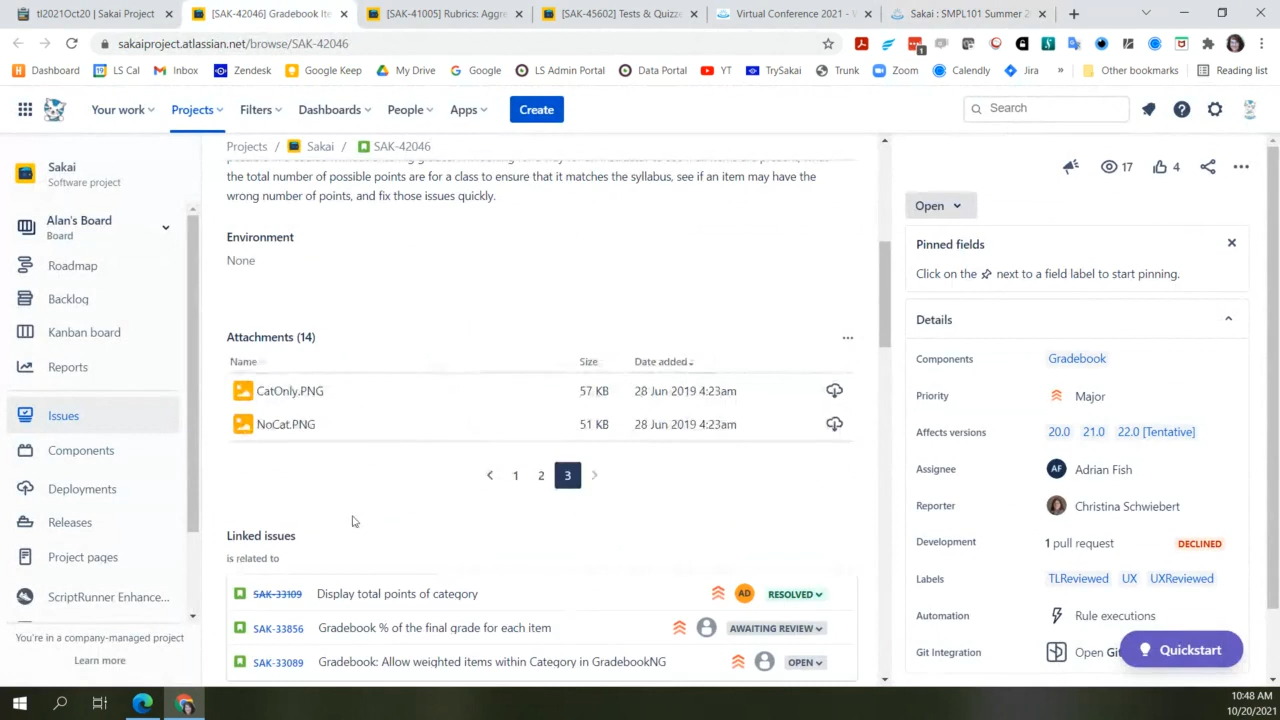 tl2021Oct20 | Sakai Project
[SAK-42046] Gradebook Ite
[SAK-41005] Rubrics: Aggre
[SAK-45602] Tests & Quizze
Virtual Conference 2021 - V
Sakai : SMPL101 Summer 2
sakaiproject.atlassian.net/browse/SAK-42046
Dashboard
LS Cal
Inbox
Zendesk
Google Keep
My Drive
Google
LS Admin Portal
Data Portal
YT
TrySakai
Trunk
Zoom
Calendly
Jira
»
Other bookmarks
Reading list
Your work
Projects
Filters
Dashboards
People
Apps
Create
Search
Projects / Sakai / SAK-42046
the total number of possible points are for a class to ensure that it matches the syllabus, see if an item may have the
wrong number of points, and fix those issues quickly.
Environment
None
Attachments (14)
Name Size Date added
CatOnly.PNG 57 KB 28 Jun 2019 4:23am
NoCat.PNG 51 KB 28 Jun 2019 4:23am
1 2 3
Linked issues
is related to
SAK-33109 Display total points of category AD RESOLVED
SAK-33856 Gradebook % of the final grade for each item AWAITING REVIEW
SAK-33089 Gradebook: Allow weighted items within Category in GradebookNG OPEN
Sakai
Software project
Alan's Board
Board
Roadmap
Backlog
Kanban board
Reports
Issues
Components
Deployments
Releases
Project pages
ScriptRunner Enhance...
You're in a company-managed project
Learn more
17
4
Open
Pinned fields
Click on the next to a field label to start pinning.
Details
Components Gradebook
Priority Major
Affects versions 20.0 21.0 22.0 [Tentative]
Assignee AF Adrian Fish
Reporter Christina Schwiebert
Development 1 pull request DECLINED
Labels TLReviewed UX UXReviewed
Automation Rule executions
Git Integration Open
Quickstart
10:48 AM
10/20/2021